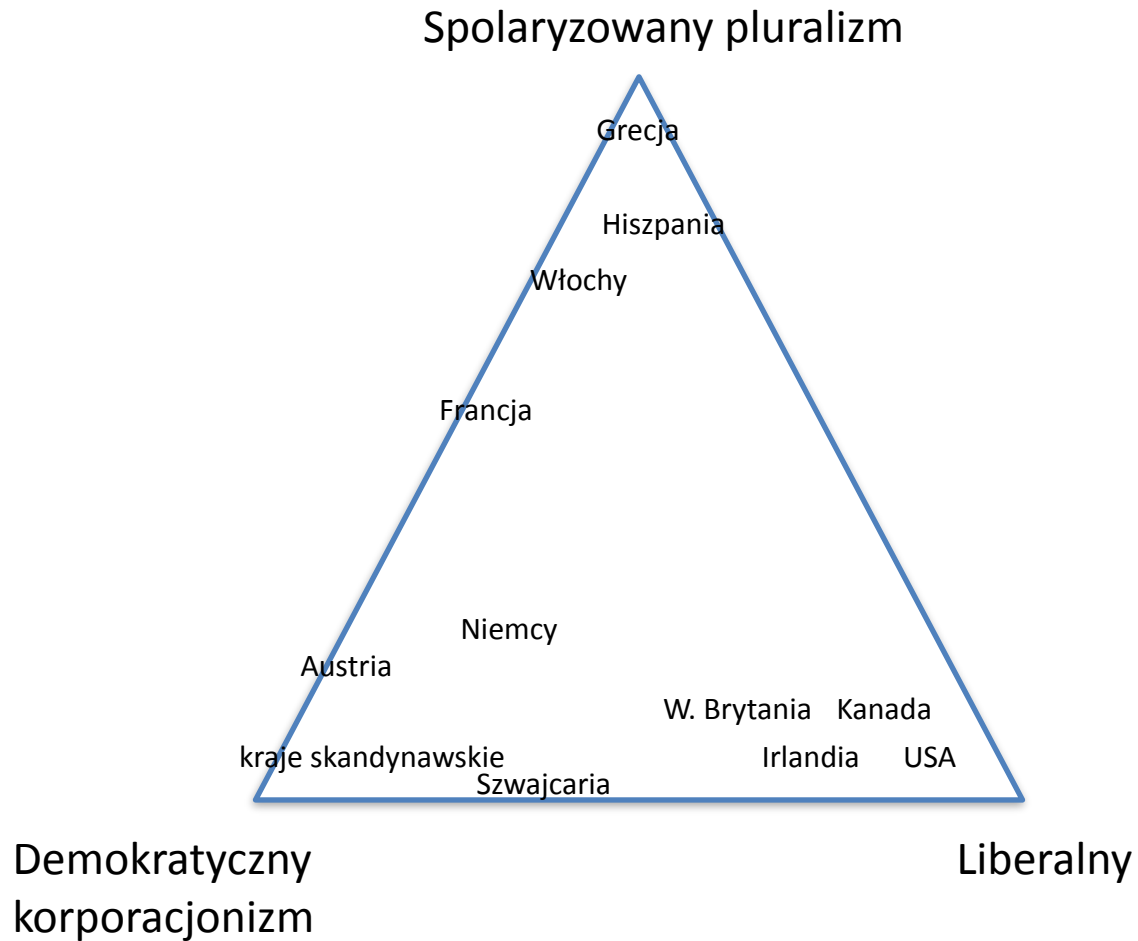 Spolaryzowany pluralizm
Grecja
Hiszpania
Włochy
Francja
Niemcy
Austria
W. Brytania Kanada
kraje skandynawskie Irlandia USA
Szwajcaria
Demokratyczny
korporacjonizm
Liberalny